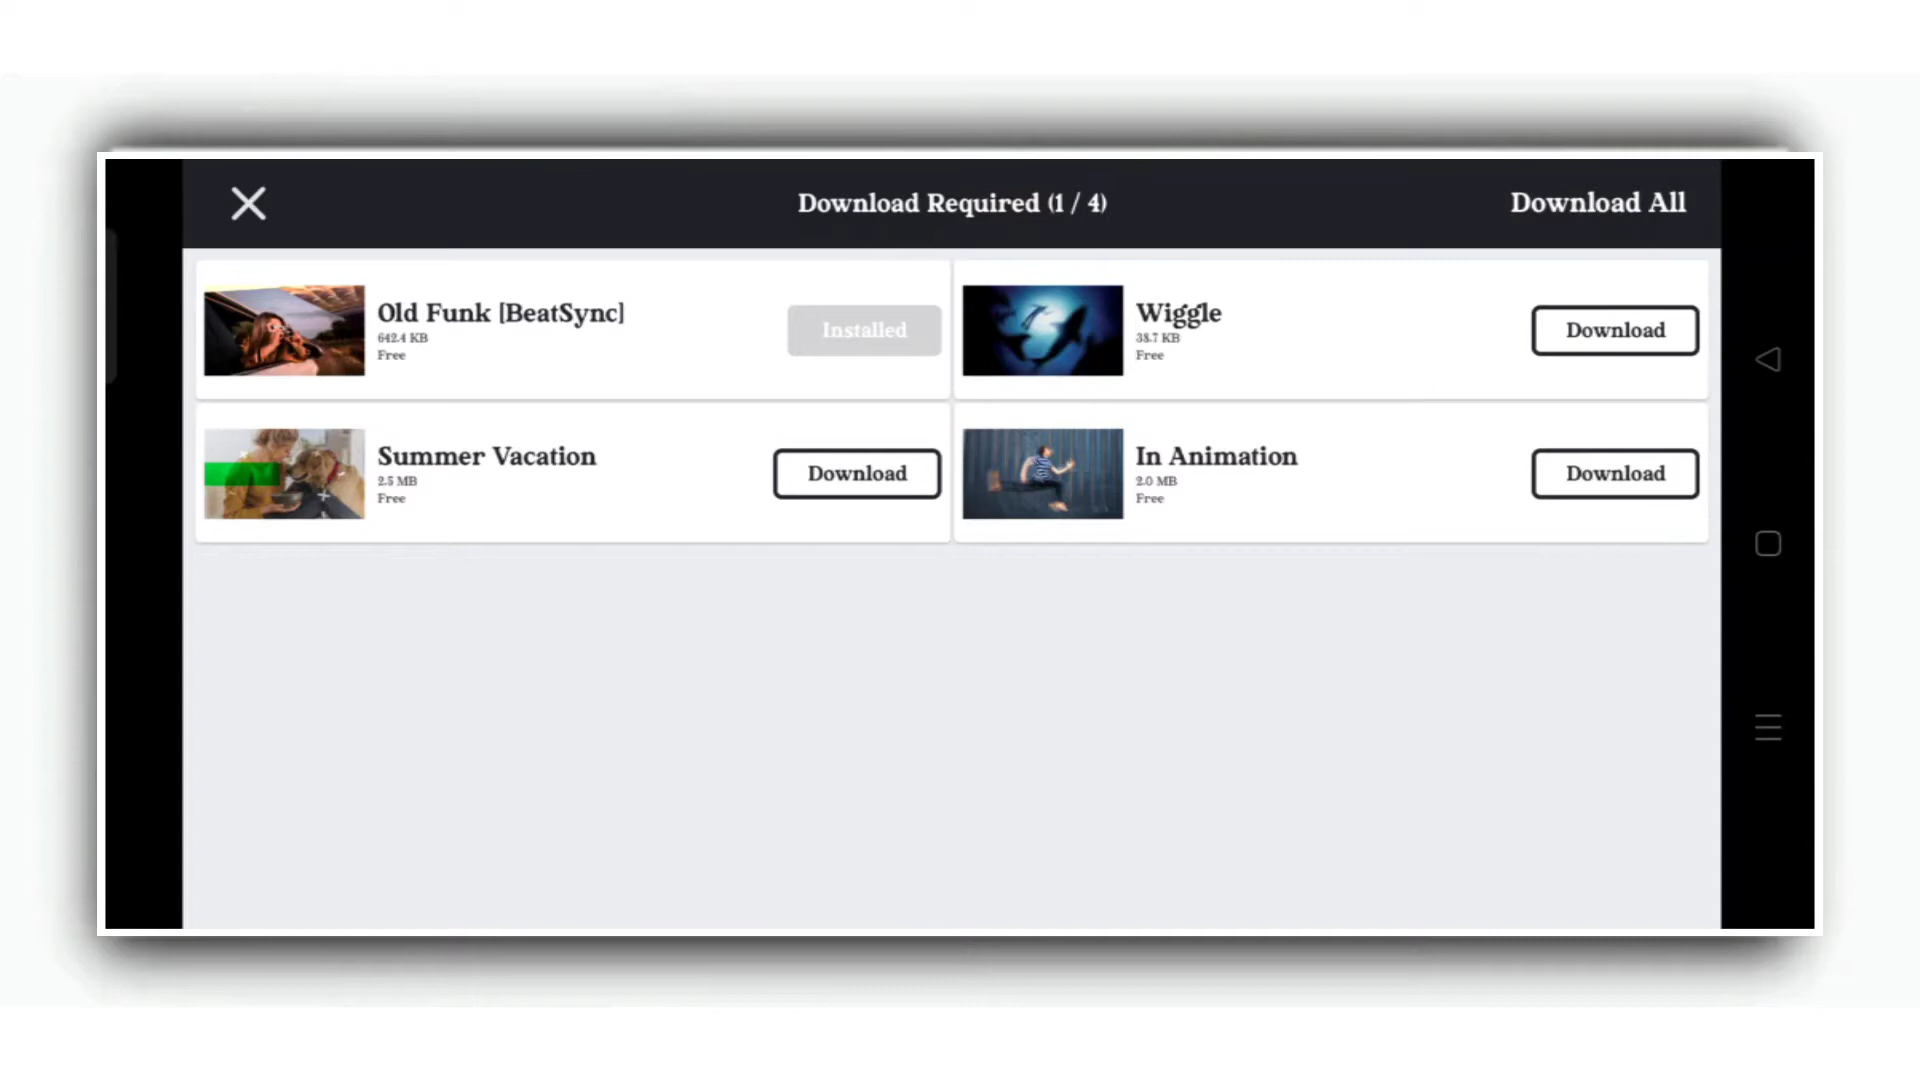 Download Required (1 / 4)
Download All
Old Funk [BeatSync]
642.4 KB
Free
Installed
Wiggle
38.7 KB
Free
Download
Summer Vacation
2.5 MB
Free
Download
In Animation
2.0 MB
Free
Download